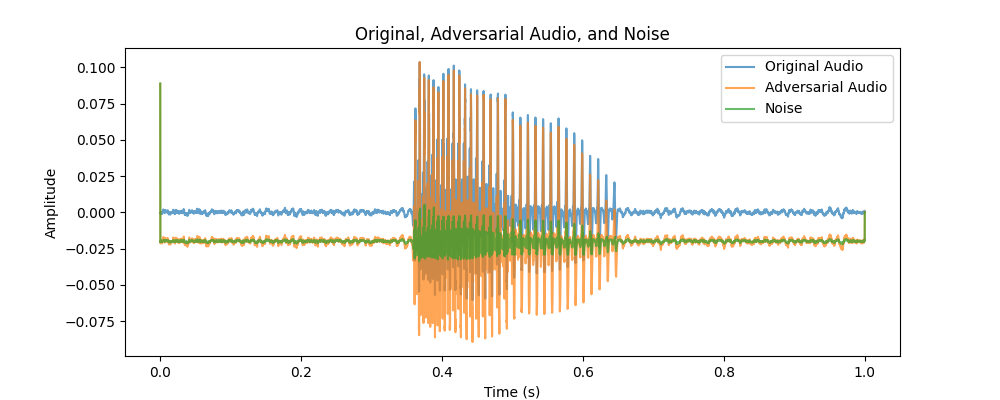 Original, Adversarial Audio, and Noise
Original Audio
Adversarial Audio
Noise
Amplitude
0.100
0.075
0.050
0.025
0.000
−0.025
−0.050
−0.075
0.0 0.2 0.4 0.6 0.8 1.0
Time (s)